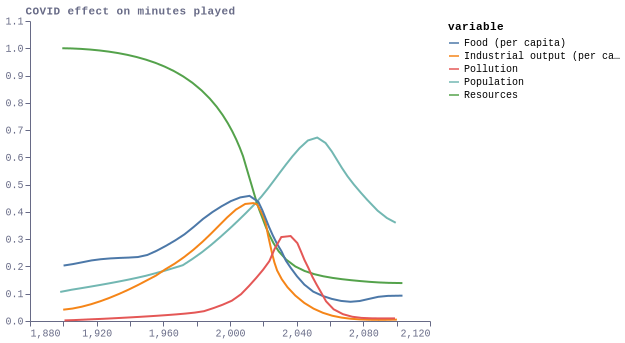 COVID effect on minutes played
variable
Food (per capita)
Industrial output (per ca…
Pollution
Population
Resources
1.1
1.0
0.9
0.8
0.7
0.6
0.5
0.4
0.3
0.2
0.1
0.0
1,880 1,920 1,960 2,000 2,040 2,080 2,120